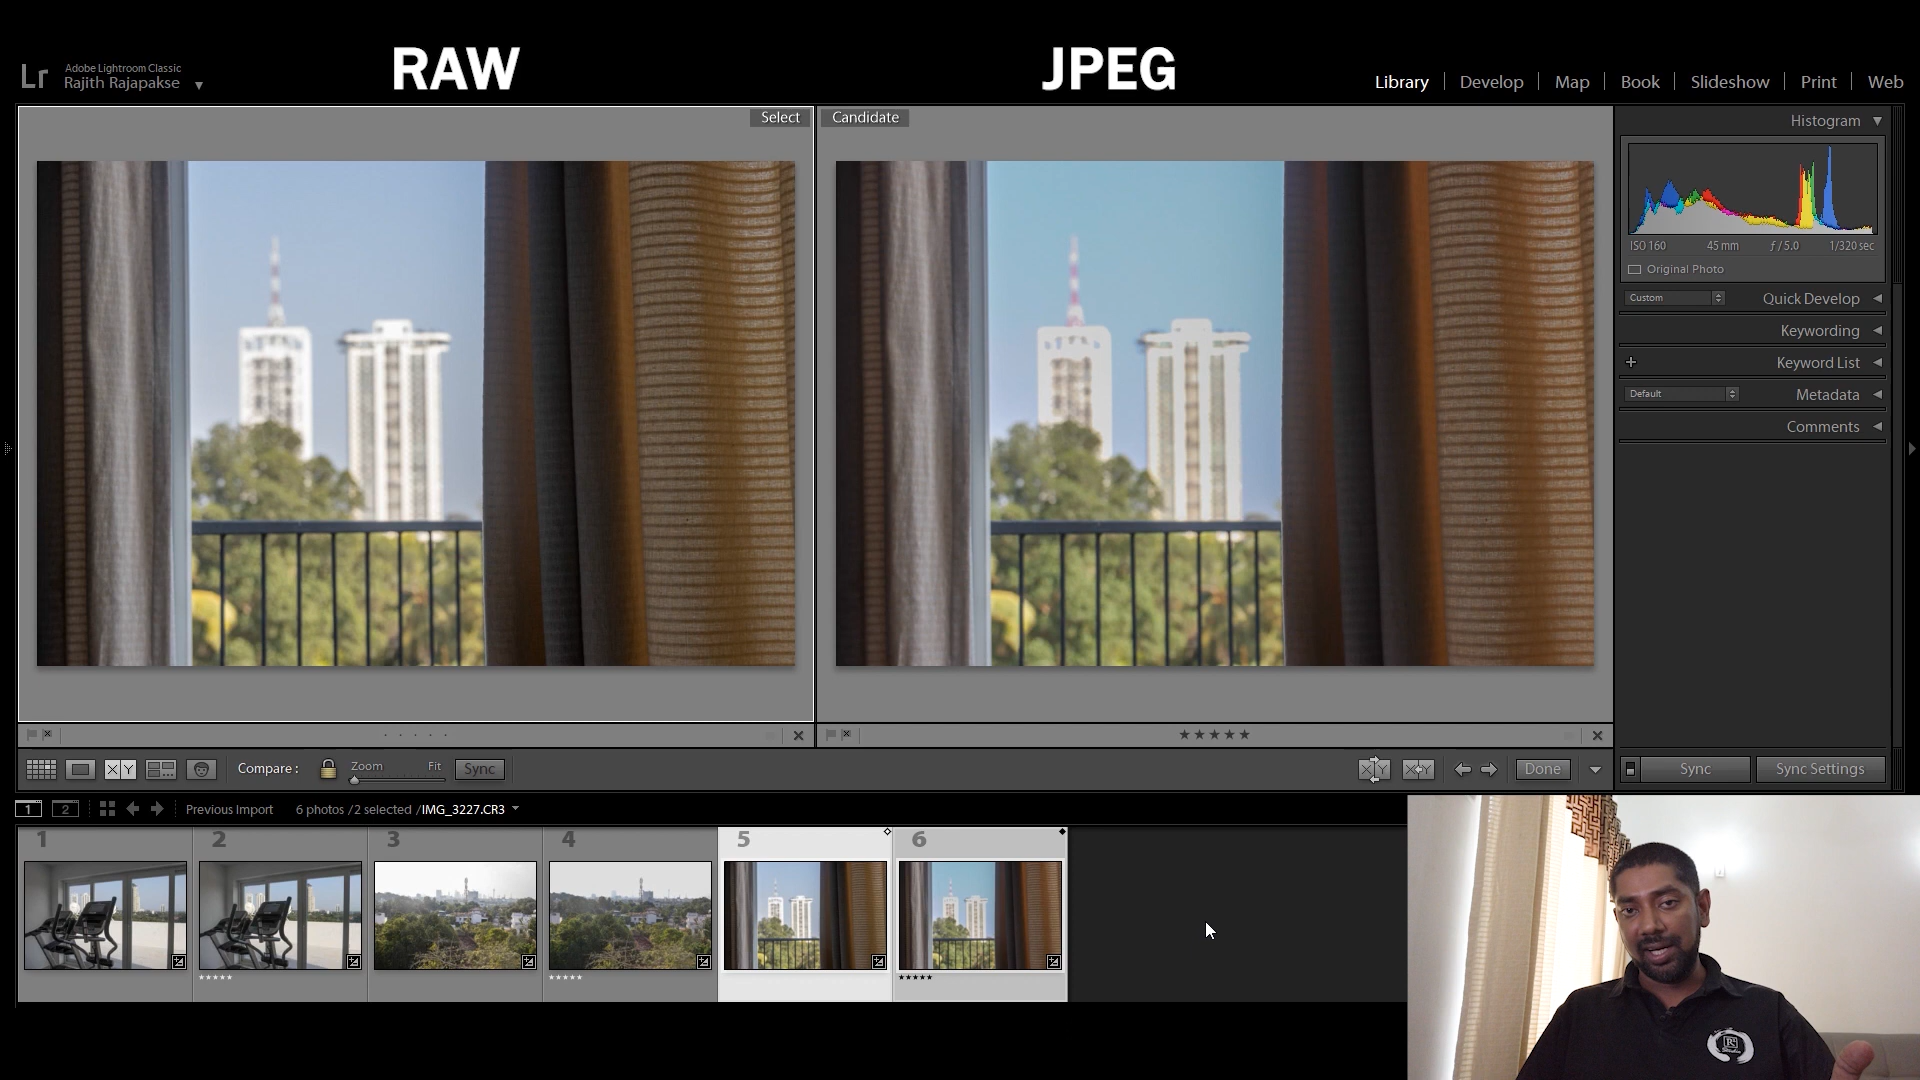 RAW
JPEG
Lr
Adobe Lightroom Classic
Rajith Rajapakse
Library
Develop
Map
Book
Slideshow
Print
Web
Select
Candidate
Histogram
ISO 160
45 mm
ƒ / 5.0
1/320 sec
Original Photo
Custom
Quick Develop
Keywording
Keyword List
Default
Metadata
Comments
XY
Compare :
Zoom
Fit
Sync
Done
Sync
Sync Settings
1
2
Previous Import
6 photos / 2 selected / IMG_3227.CR3
1
2
3
4
5
6